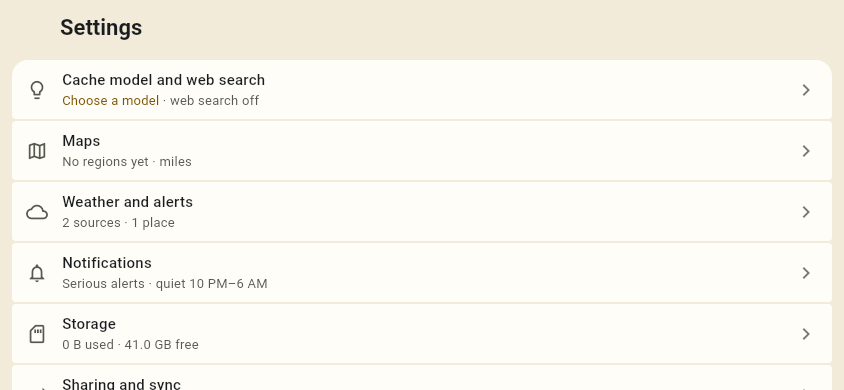 Settings
Cache model and web search
Choose a model · web search off
Maps
No regions yet · miles
Weather and alerts
2 sources · 1 place
Notifications
Serious alerts · quiet 10 PM–6 AM
Storage
0 B used · 41.0 GB free
Sharing and sync